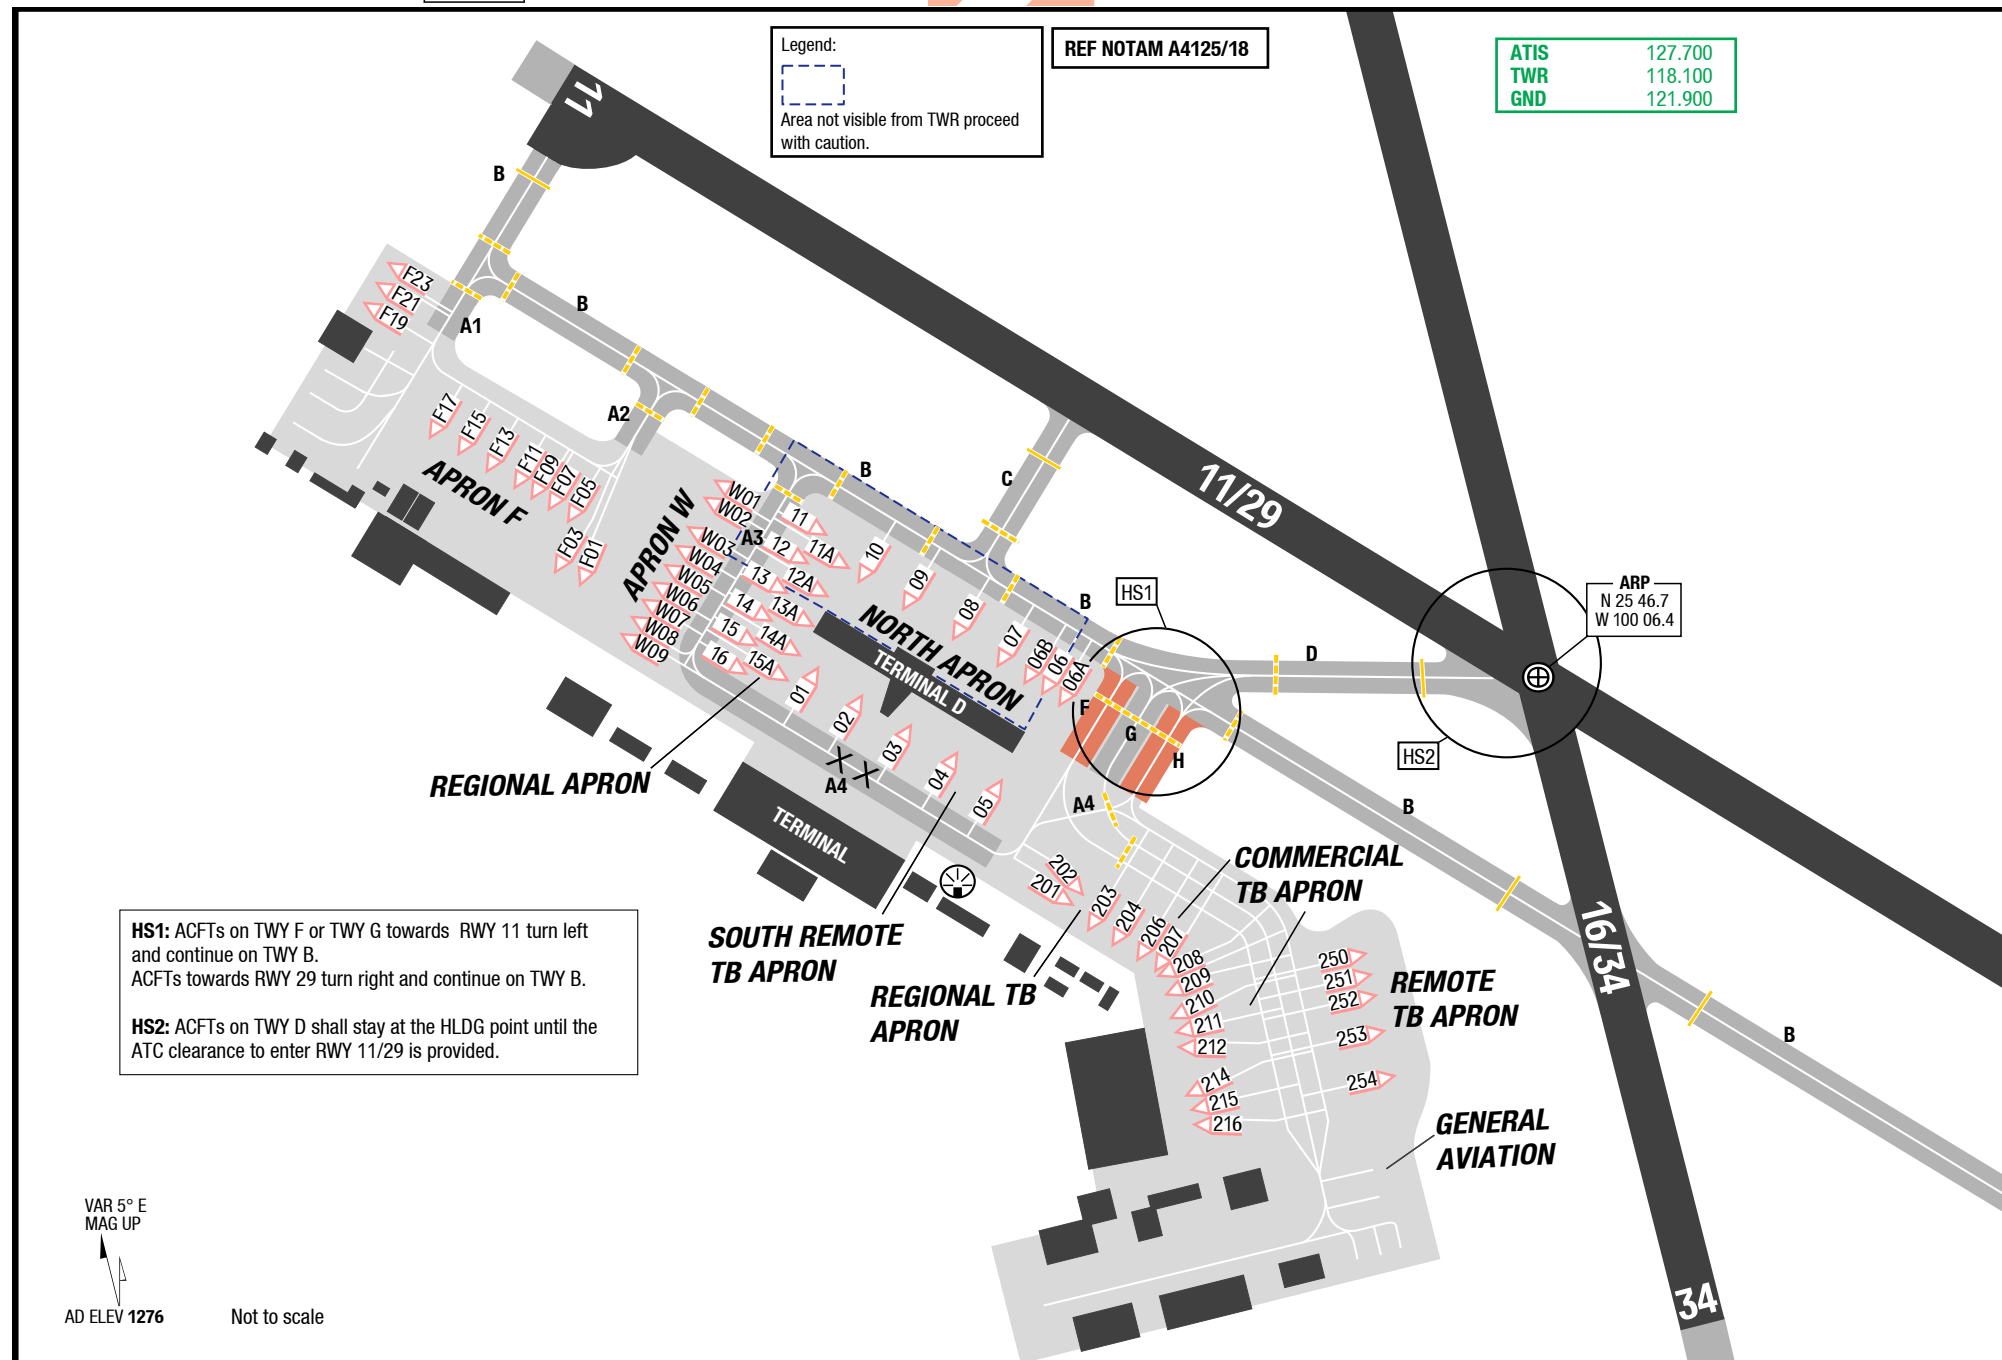 Legend:
Area not visible from TWR proceed
with caution.
REF NOTAM A4125/18
ATIS 127.700
TWR 118.100
GND 121.900
11
B
F23
F21
F19
A1
B
A2
F17
F15
F13
F11
F09
F07
F05
F03
F01
APRON F
APRON W
W01
W02
W03
W04
W05
W06
W07
W08
W09
A3
11
12
11A
13
12A
14
13A
15
14A
16
15A
B
10
09
08
07
06B
06
06A
C
11/29
NORTH APRON
TERMINAL D
B
HS1
D
ARP
N 25 46.7
W 100 06.4
HS2
F
G
H
01
02
03
04
05
A4
A4
REGIONAL APRON
TERMINAL
B
202
201
203
204
206
207
208
209
210
211
212
214
215
216
COMMERCIAL
TB APRON
SOUTH REMOTE
TB APRON
REGIONAL TB
APRON
250
251
252
253
254
REMOTE
TB APRON
16/34
B
GENERAL
AVIATION
34
HS1: ACFTs on TWY F or TWY G towards RWY 11 turn left
and continue on TWY B.
ACFTs towards RWY 29 turn right and continue on TWY B.
HS2: ACFTs on TWY D shall stay at the HLDG point until the
ATC clearance to enter RWY 11/29 is provided.
VAR 5° E
MAG UP
AD ELEV 1276
Not to scale